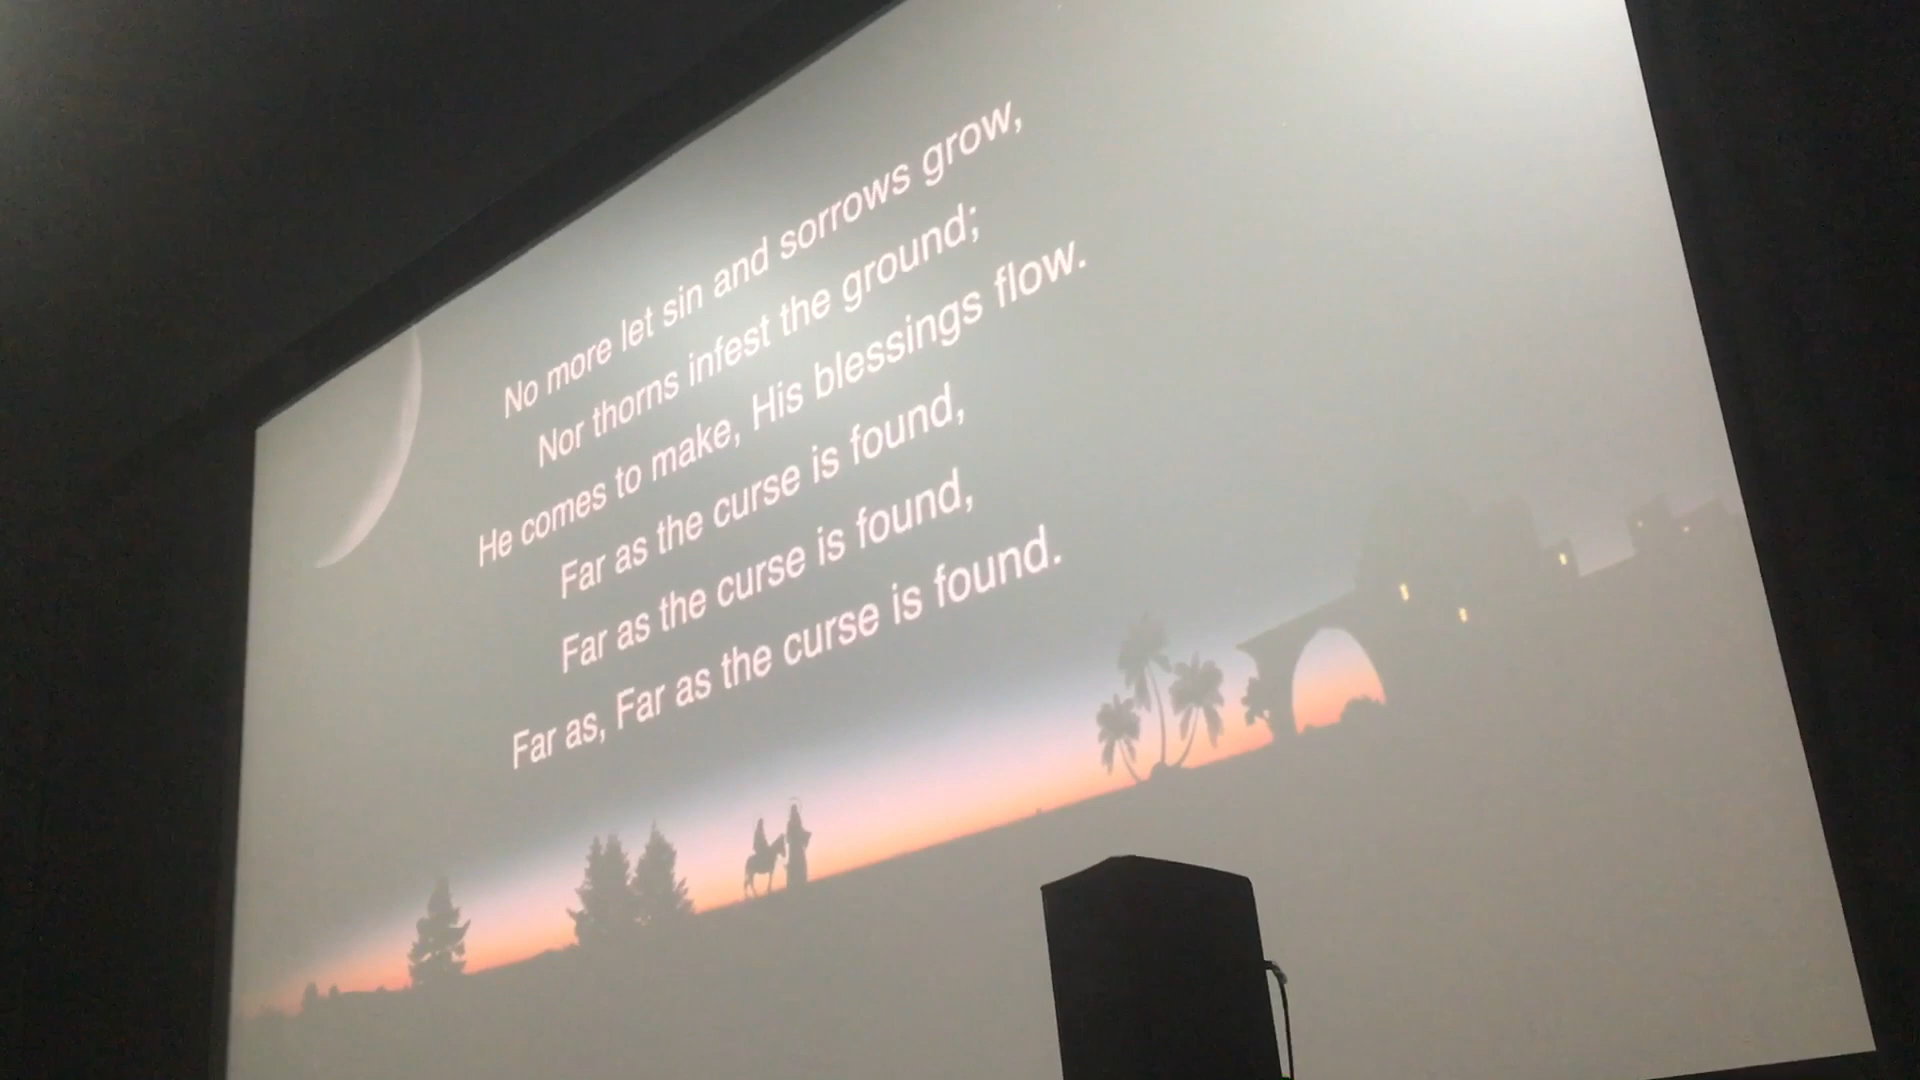 No more let sin and sorrows grow,
Nor thorns infest the ground;
He comes to make, His blessings flow.
Far as the curse is found,
Far as the curse is found,
Far as, Far as the curse is found.